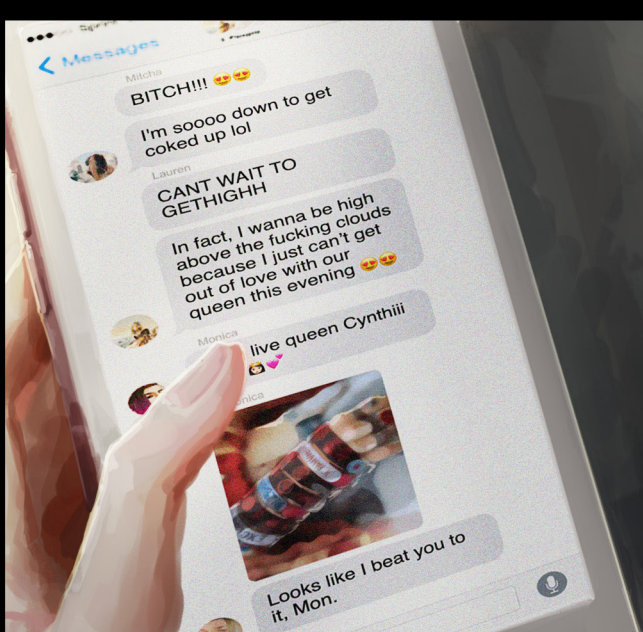 Messages
Mitcha
BITCH!!! 😍😍
I'm soooo down to get
coked up lol
Lauren
CANT WAIT TO
GETHIGHH
In fact, I wanna be high
above the fucking clouds
because I just can't get
out of love with our
queen this evening 😍😍
Monica
live queen Cynthiii
👸💕
nica
Looks like I beat you to
it, Mon.